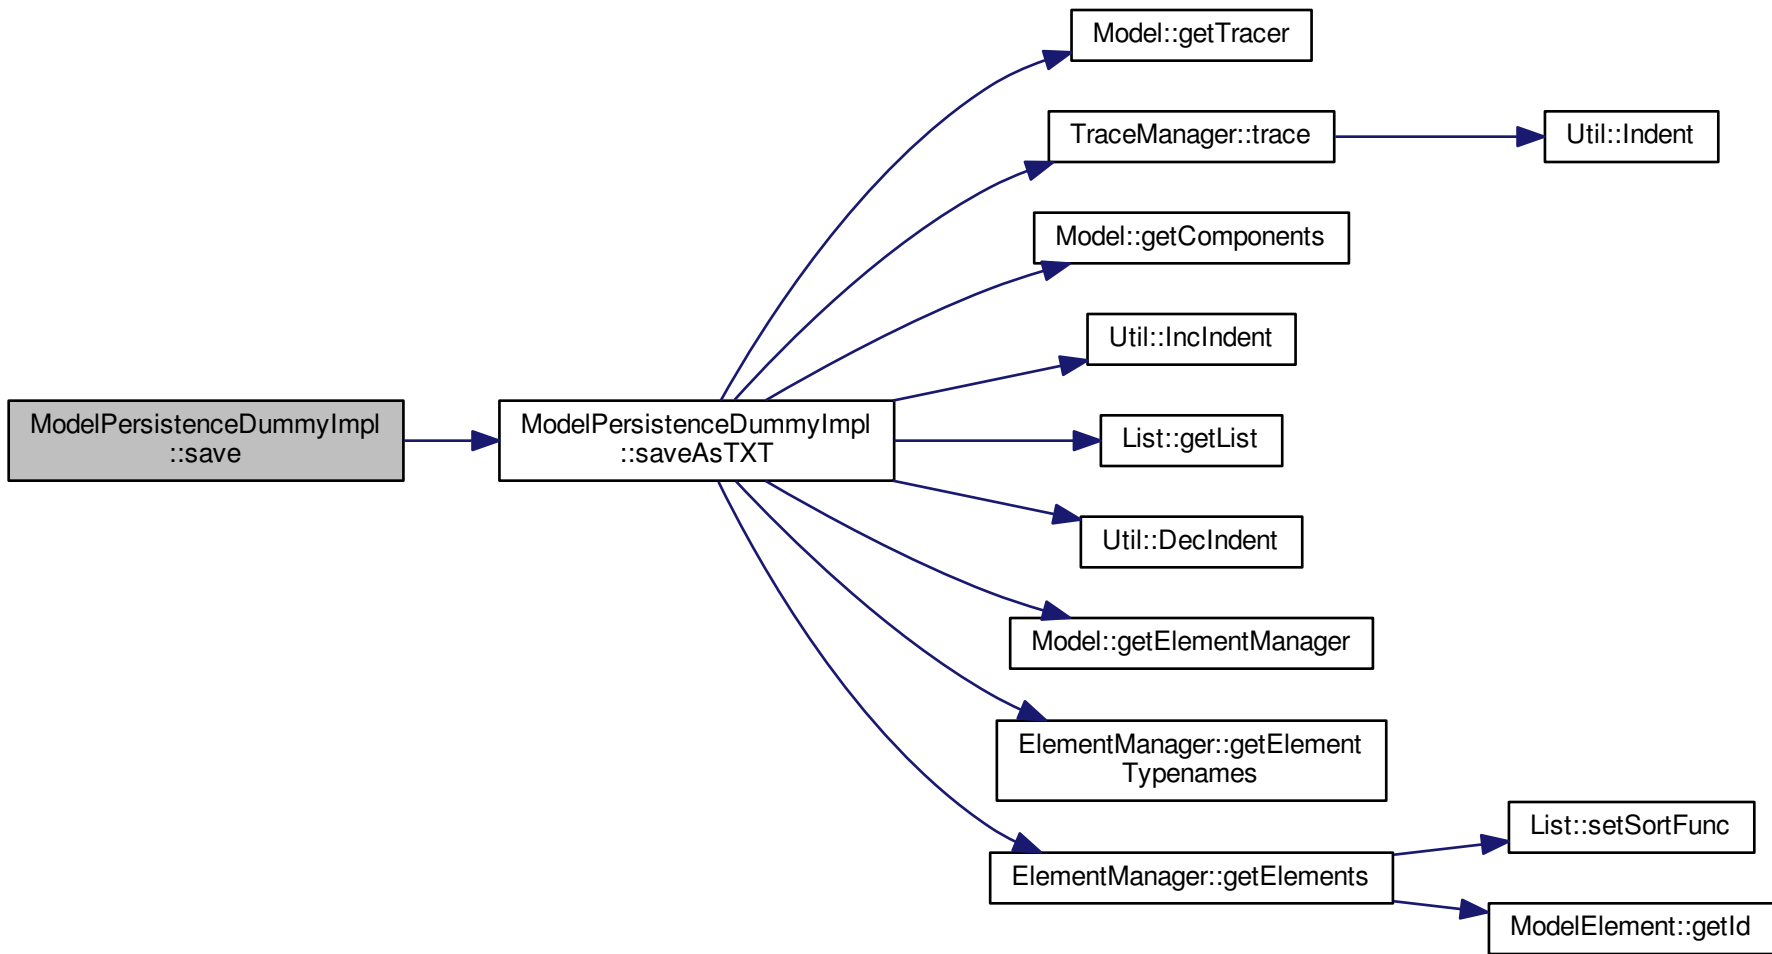 Model::getTracer
TraceManager::trace
Util::Indent
Model::getComponents
Util::IncIndent
ModelPersistenceDummyImpl
::save
ModelPersistenceDummyImpl
::saveAsTXT
List::getList
Util::DecIndent
Model::getElementManager
ElementManager::getElement
Typenames
List::setSortFunc
ElementManager::getElements
ModelElement::getId